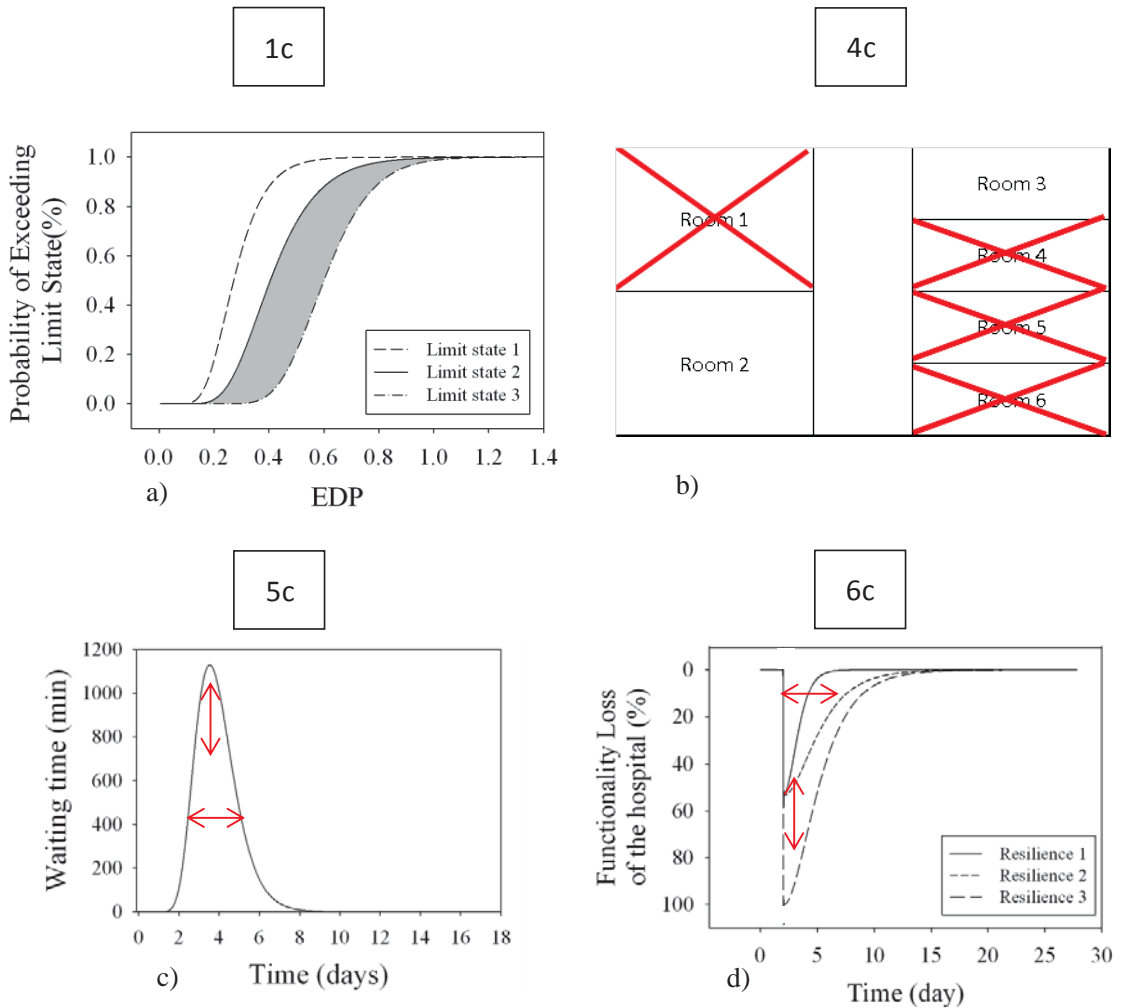 1c
4c
Probability of Exceeding
Limit State(%)
1.0
0.8
0.6
0.4
0.2
0.0
Limit state 1
Limit state 2
Limit state 3
0.0 0.2 0.4 0.6 0.8 1.0 1.2 1.4
a)
EDP
Room 1
Room 2
Room 3
Room 4
Room 5
Room 6
b)
5c
6c
Waiting time (min)
1200
1000
800
600
400
200
0
0 2 4 6 8 10 12 14 16 18
c)
Time (days)
Functionality Loss
of the hospital (%)
0
20
40
60
80
100
Resilience 1
Resilience 2
Resilience 3
0 5 10 15 20 25 30
d)
Time (day)